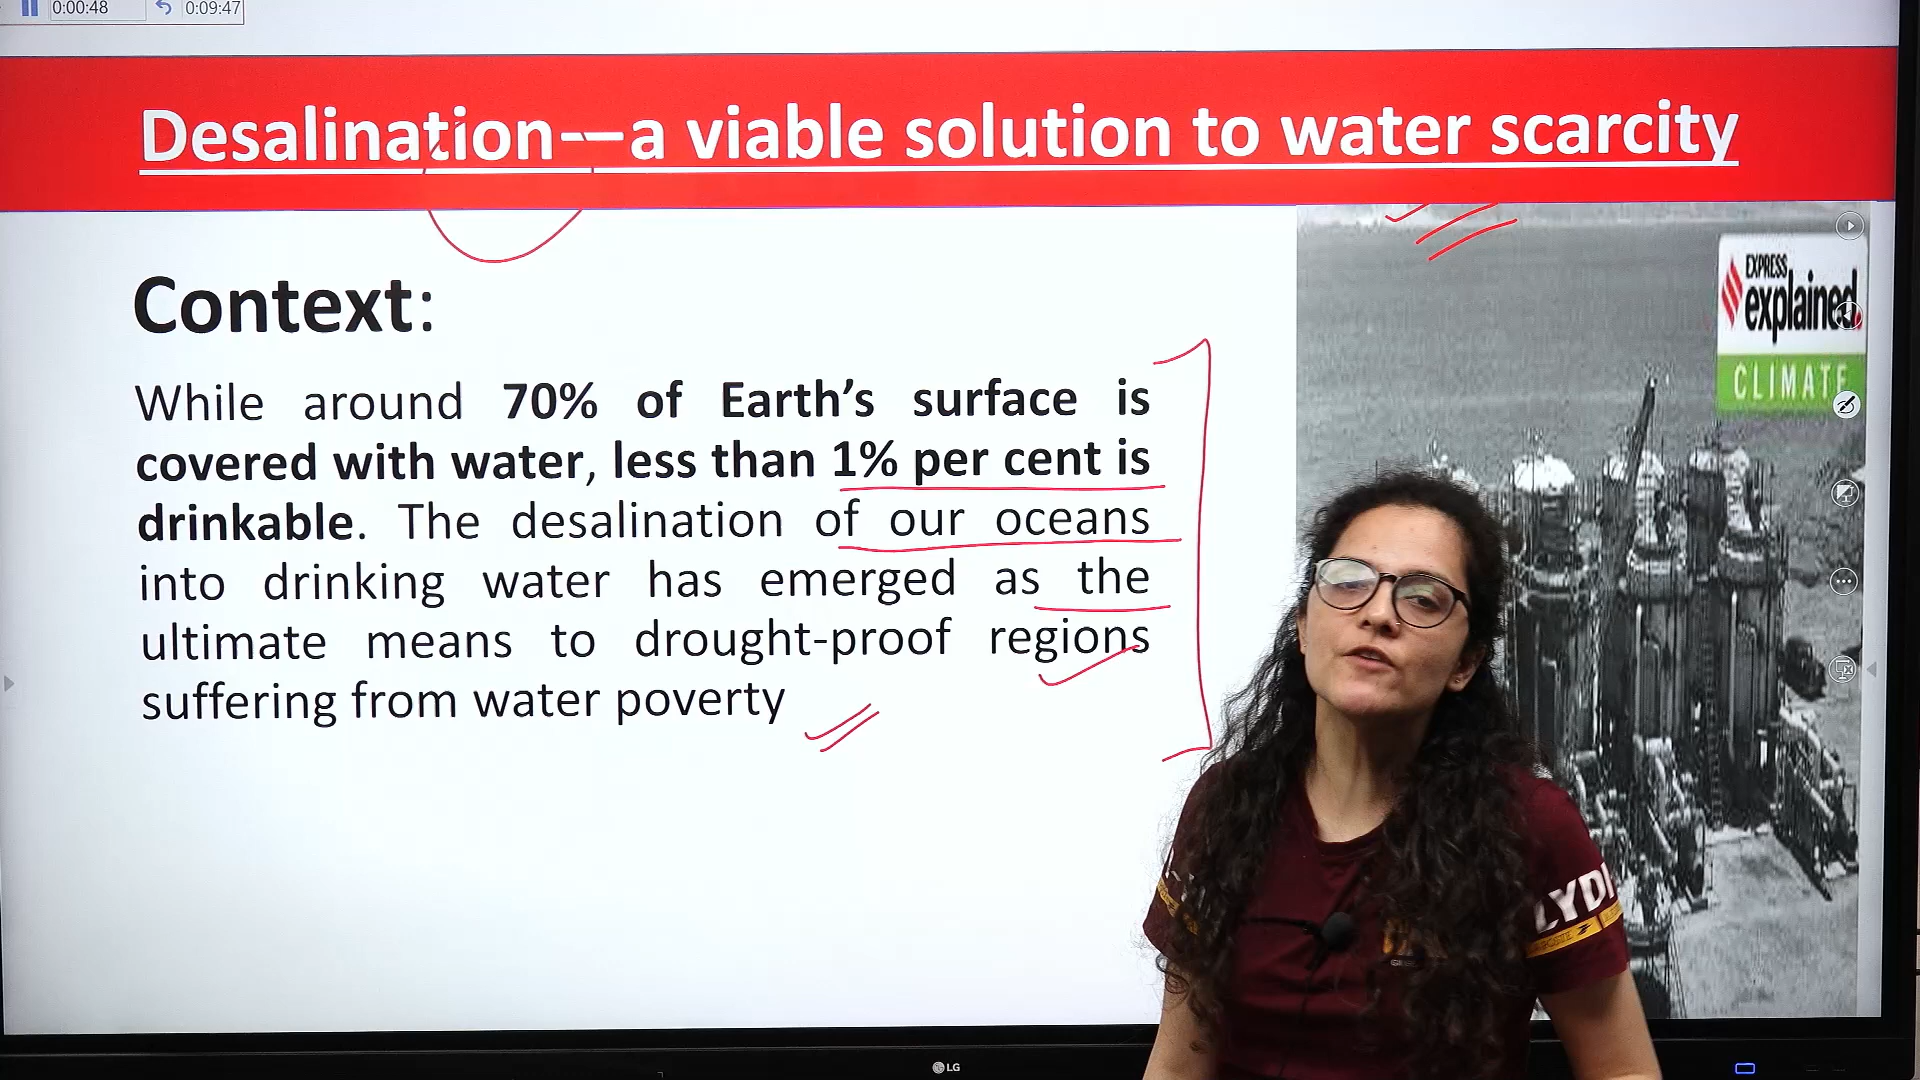 0:00:48 0:09:47
Desalination—a viable solution to water scarcity
Context:
While around 70% of Earth’s surface is
covered with water, less than 1% per cent is
drinkable. The desalination of our oceans
into drinking water has emerged as the
ultimate means to drought-proof regions
suffering from water poverty
EXPRESS
explained.
CLIMATE
LYDI
LG